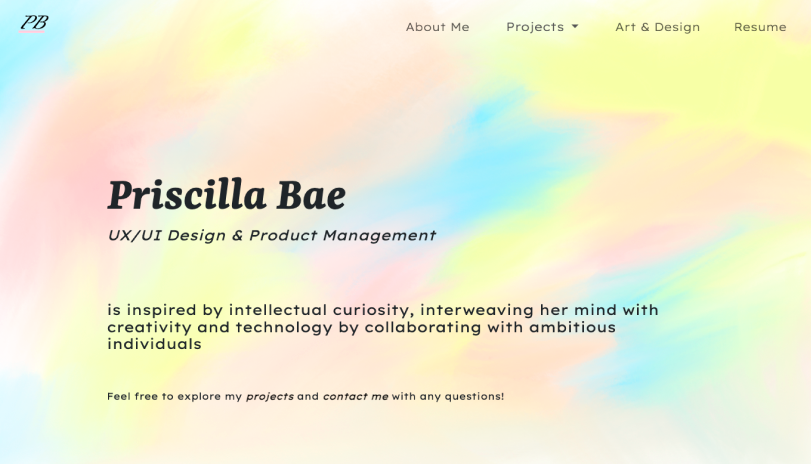 PB
About Me Projects Art & Design Resume
Priscilla Bae
UX/UI Design & Product Management
is inspired by intellectual curiosity, interweaving her mind with
creativity and technology by collaborating with ambitious
individuals
Feel free to explore my projects and contact me with any questions!